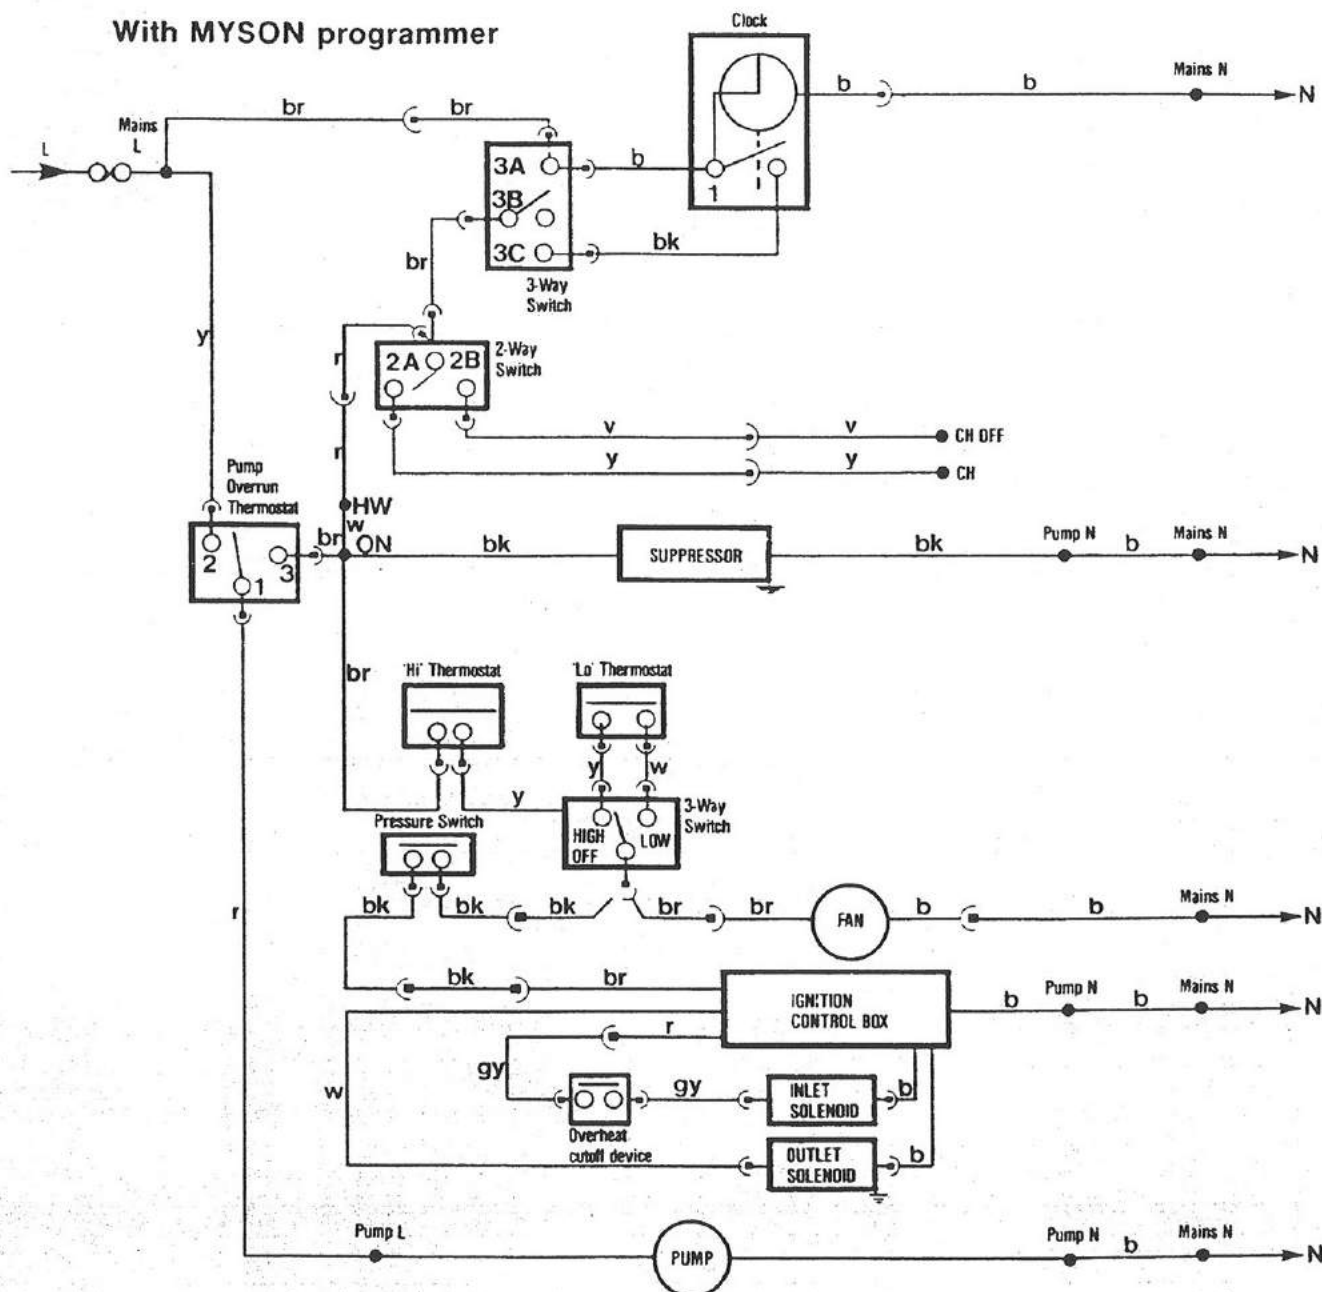 With MYSON programmer
Clock
b
b
Mains N
N
Mains
L
br
br
L
3A
b
3B
1
3C
bk
br
3-Way
Switch
y
r
2A
2B
2-Way
Switch
v
v
CH OFF
r
y
y
CH
Pump
Overrun
Thermostat
HW
w
br
ON
bk
SUPPRESSOR
bk
Pump N
b
Mains N
N
2
3
1
br
'Hi' Thermostat
'Lo' Thermostat
y
w
y
3-Way
Switch
Pressure Switch
HIGH
LOW
OFF
r
bk
bk
bk
br
br
FAN
b
b
Mains N
N
bk
br
IGNITION
CONTROL BOX
b
Pump N
b
Mains N
N
r
gy
w
gy
INLET
SOLENOID
b
Overheat
cutoff device
OUTLET
SOLENOID
b
Pump L
PUMP
Pump N
b
Mains N
N